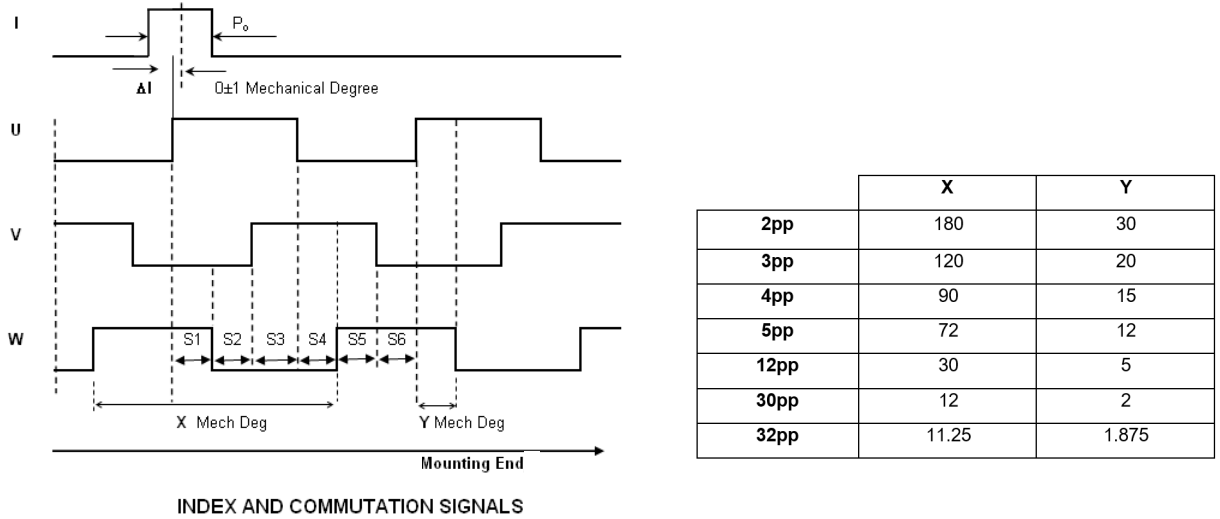 I
P₀
ΔI
0±1 Mechanical Degree
U
V
W
S1 S2 S3 S4 S5 S6
X Mech Deg
Y Mech Deg
Mounting End
INDEX AND COMMUTATION SIGNALS
X Y
2pp 180 30
3pp 120 20
4pp 90 15
5pp 72 12
12pp 30 5
30pp 12 2
32pp 11.25 1.875